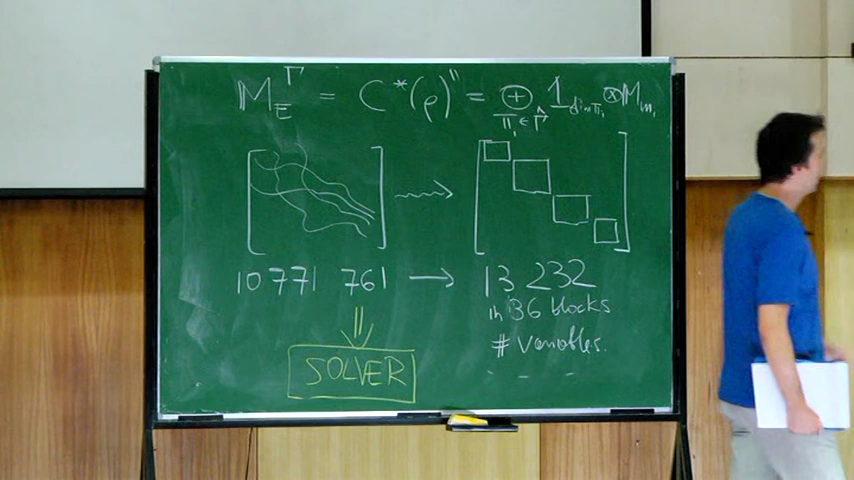 M_E^Γ = C*(ρ)" = ⊕_{π_i ∈ Γ̂} 1_{dim π_i} ⊗ M_{m_i}
10 771 761 → 13 232
in 36 blocks
# variables.
SOLVER